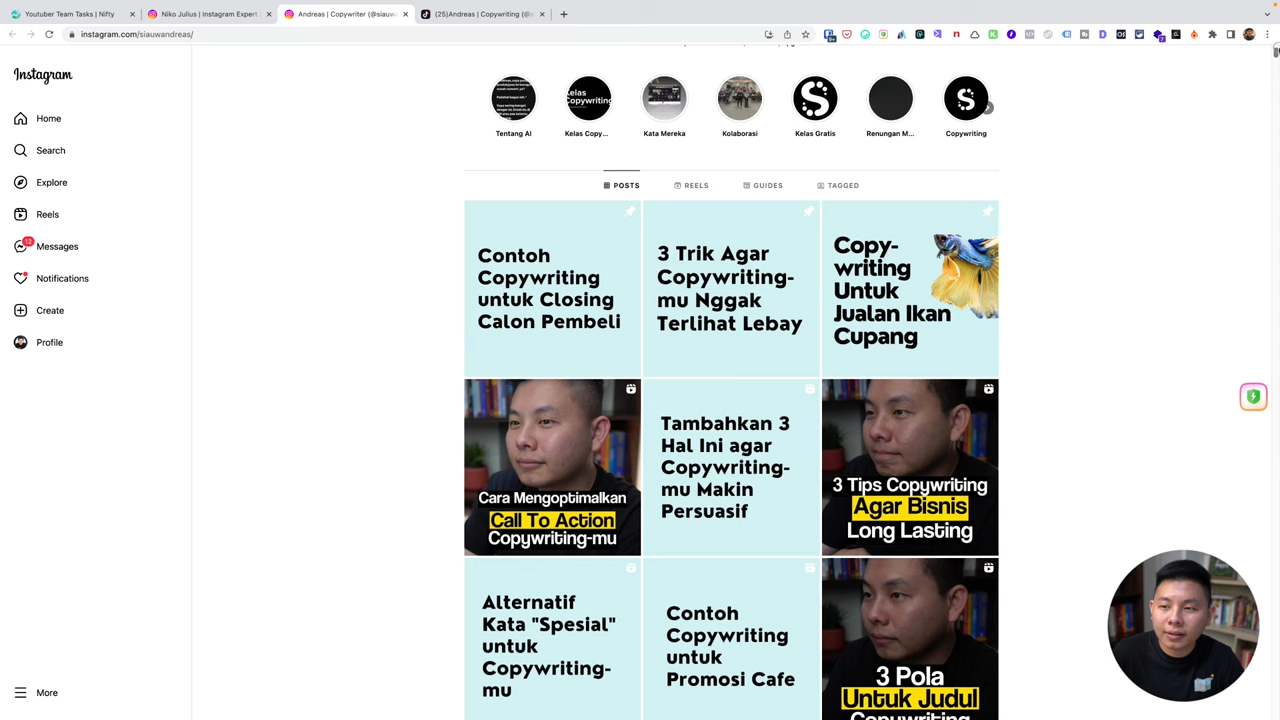 Youtuber Team Tasks | Nifty
Niko Julius | Instagram Expert
Andreas | Copywriter (@siauw
(25)Andreas | Copywriting (@
instagram.com/siauwandreas/
Instagram
Home
Search
Explore
Reels
12
Messages
Notifications
Create
Profile
More
Tentang AI
Kelas Copywriting
Kelas Copy...
Kata Mereka
Kolaborasi
Kelas Gratis
Renungan M...
Copywriting
POSTS
REELS
GUIDES
TAGGED
Contoh
Copywriting
untuk Closing
Calon Pembeli
3 Trik Agar
Copywriting-
mu Nggak
Terlihat Lebay
Copy-
writing
Untuk
Jualan Ikan
Cupang
Cara Mengoptimalkan
Call To Action
Copywriting-mu
Tambahkan 3
Hal Ini agar
Copywriting-
mu Makin
Persuasif
3 Tips Copywriting
Agar Bisnis
Long Lasting
Alternatif
Kata "Spesial"
untuk
Copywriting-
mu
Contoh
Copywriting
untuk
Promosi Cafe
3 Pola
Untuk Judul
Copywriting